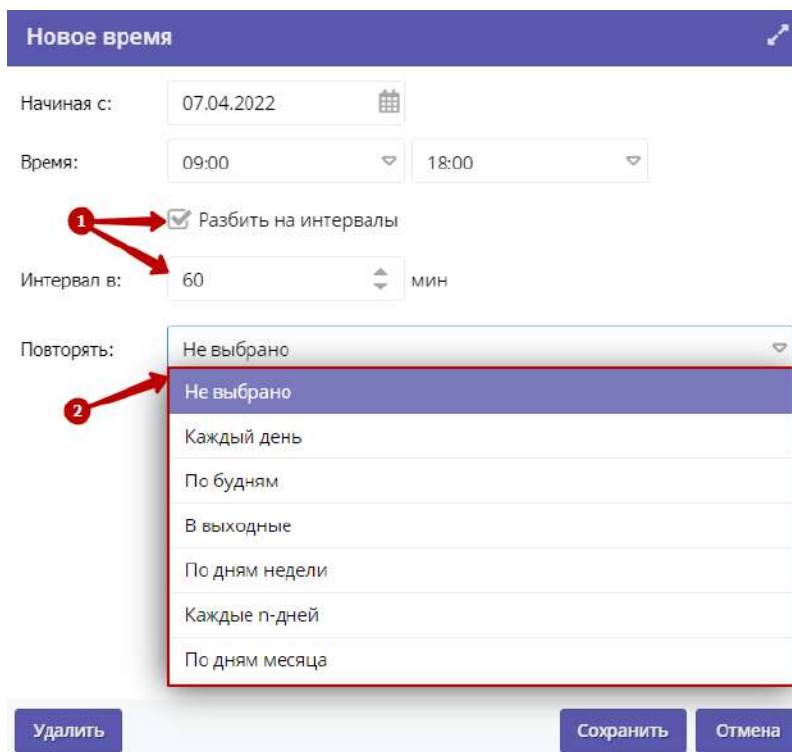 Новое время
Начиная с: 07.04.2022
Время: 09:00 18:00
1 Разбить на интервалы
Интервал в: 60 мин
Повторять: Не выбрано
Не выбрано
2
Каждый день
По будням
В выходные
По дням недели
Каждые n-дней
По дням месяца
Удалить Сохранить Отмена